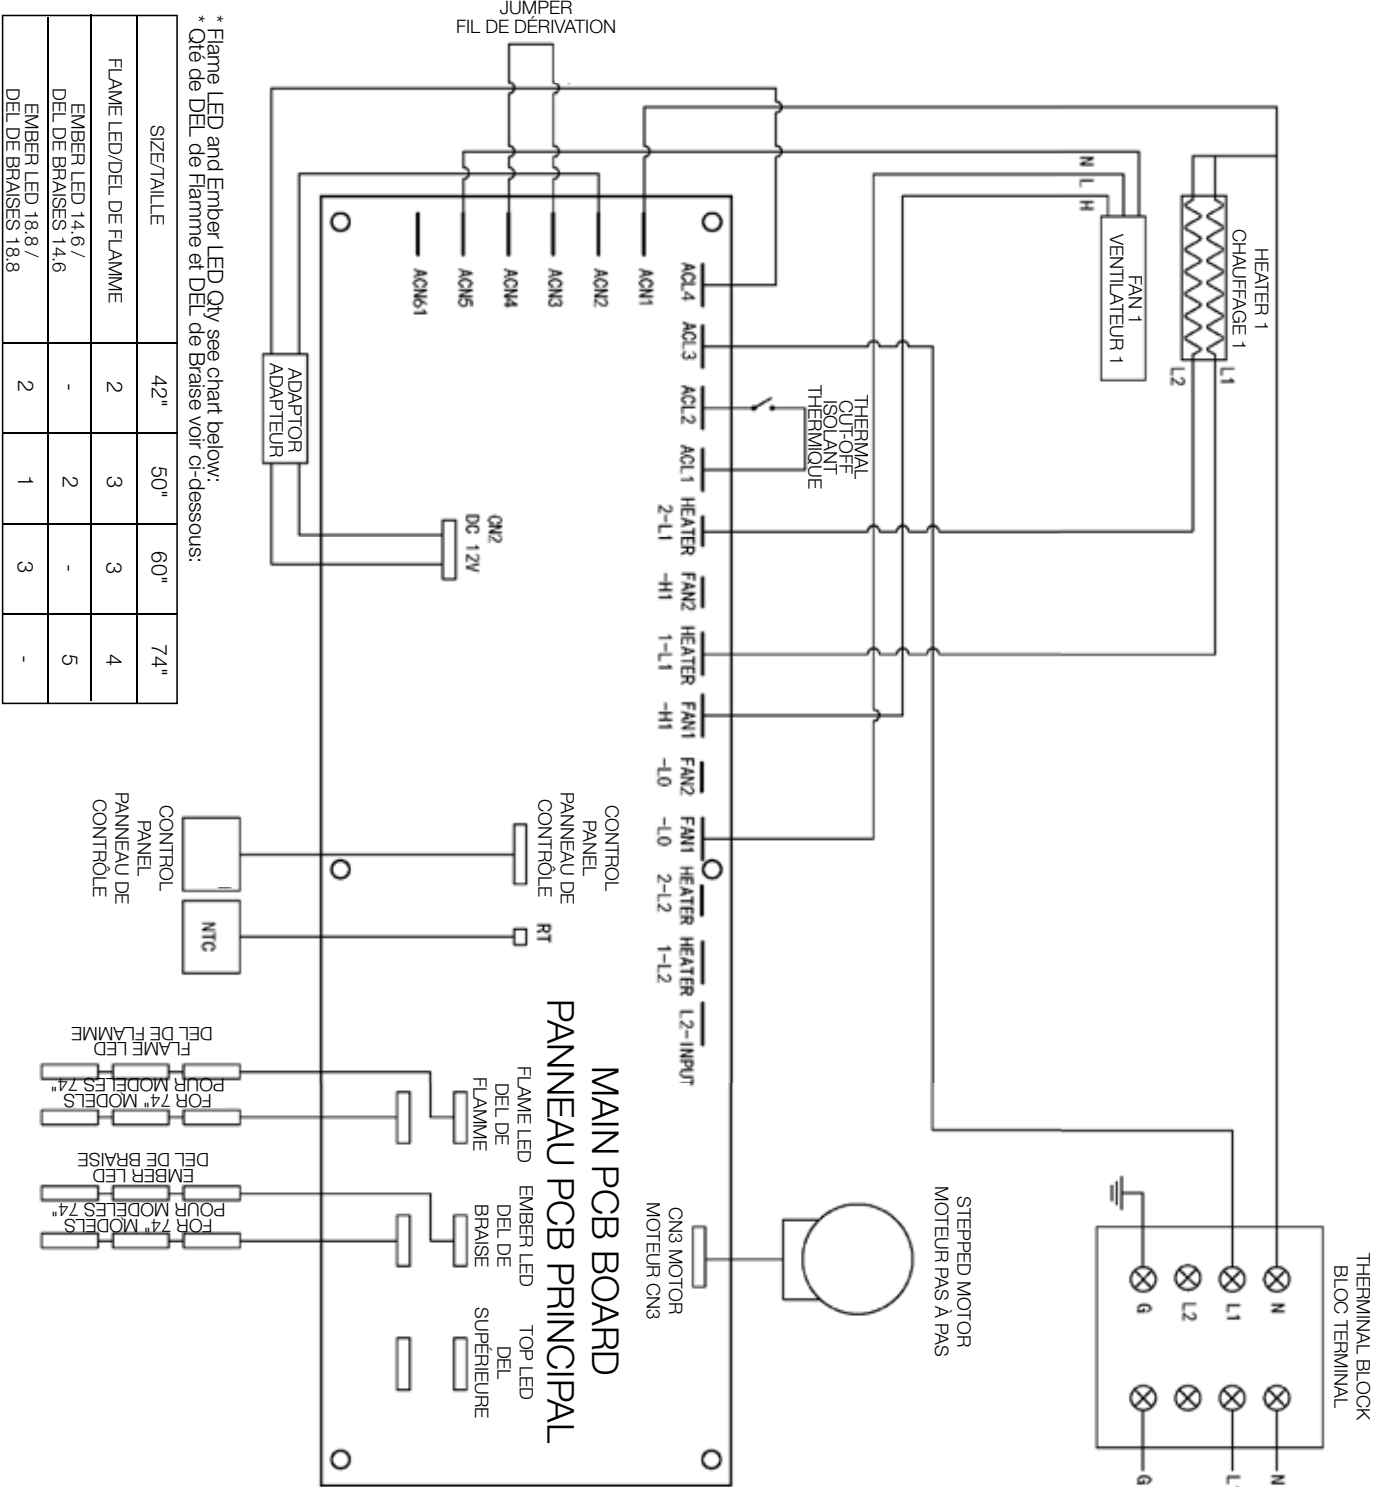 JUMPER
FIL DE DÉRIVATION
THERMINAL BLOCK
BLOC TERMINAL
N
L1
L2
G
N
G
HEATER 1
CHAUFFAGE 1
L1
L2
FAN 1
VENTILATEUR 1
N
L
H
STEPPED MOTOR
MOTEUR PAS À PAS
THERMAL
CUT-OFF
ISOLANT
THERMIQUE
ACL4
ACL3
ACL2
ACL1
HEATER
2-L1
FAN2
-H1
HEATER
1-L1
FAN1
-H1
FAN2
-LO
FAN1
-LO
HEATER
2-L2
HEATER
1-L2
L2-INPUT
ACN1
ACN2
ACN3
ACN4
ACN5
ACN61
CN3 MOTOR
MOTEUR CN3
MAIN PCB BOARD
PANNEAU PCB PRINCIPAL
CONTROL
PANEL
PANNEAU DE
CONTRÔLE
RT
CN2
DC 12V
FLAME LED
DEL DE
FLAMME
EMBER LED
DEL DE
BRAISE
TOP LED
DEL
SUPÉRIEURE
ADAPTOR
ADAPTEUR
CONTROL
PANEL
PANNEAU DE
CONTRÔLE
NTC
FLAME LED
DEL DE FLAMME
FOR 74" MODELS
POUR MODELES 74"
EMBER LED
DEL DE BRAISE
FOR 74" MODELS
POUR MODELES 74"
* Flame LED and Ember LED Qty see chart below:
* Qté de DEL de Flamme et DEL de Braise voir ci-dessous:
SIZE/TAILLE 42" 50" 60" 74"
FLAME LED/DEL DE FLAMME 2 3 3 4
EMBER LED 14.6 /
DEL DE BRAISES 14.6 - 2 - 5
EMBER LED 18.8 /
DEL DE BRAISES 18.8 2 1 3 -